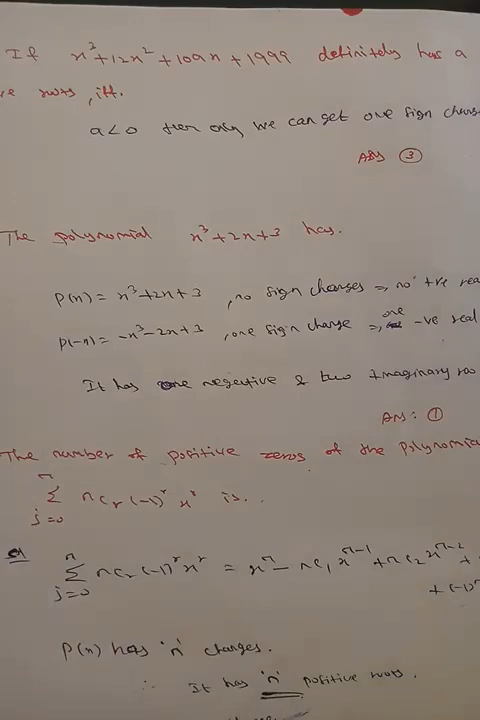 If x³+12x²+10ax+1999 definitely has a
ve roots, iff.
a<0 then only we can get one sign change
Ans ③
The polynomial x³+2x+3 has.
P(x)= x³+2x+3 , no sign changes ⇒ no +ve rea
P(-x)= -x³-2x+3 , one sign change ⇒ one -ve real
It has one negative & two imaginary roo
Ans: ①
The number of positive zeros of the Polynomia
n
Σ nCr (-1)^r x^r is..
j=0
n
Σ nCr (-1)^r x^r = x^n - nC₁ x^(n-1) + nC₂ x^(n-2) +
j=0
+ (-1)^n
P(x) has 'n' changes.
∴ It has 'n' positive roots.